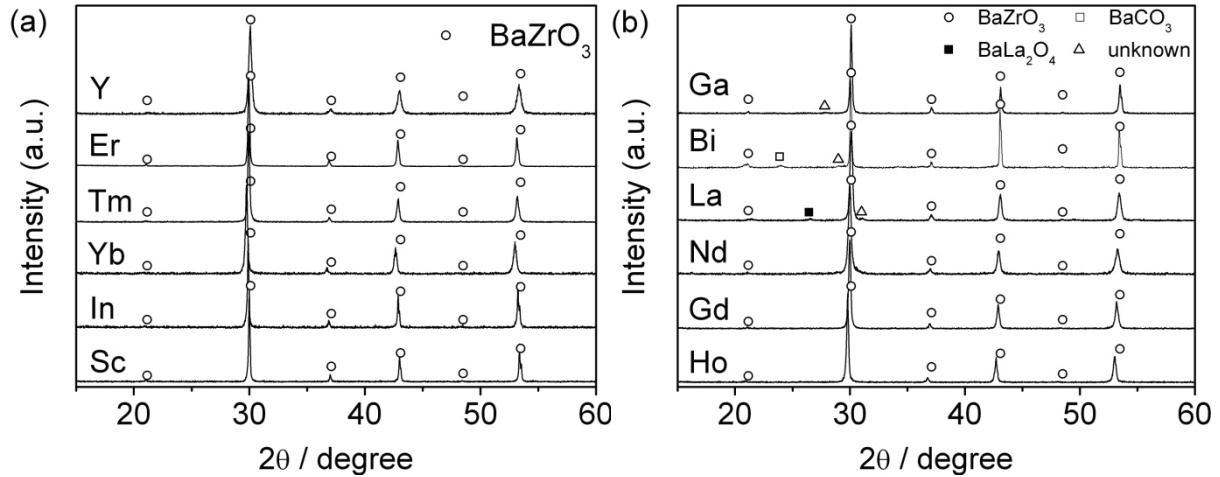 (a)
○ BaZrO₃
Y
Er
Tm
Yb
In
Sc
Intensity (a.u.)
20 30 40 50 60
2θ / degree
(b)
○ BaZrO₃ □ BaCO₃
■ BaLa₂O₄ △ unknown
Ga
Bi
La
Nd
Gd
Ho
Intensity (a.u.)
20 30 40 50 60
2θ / degree